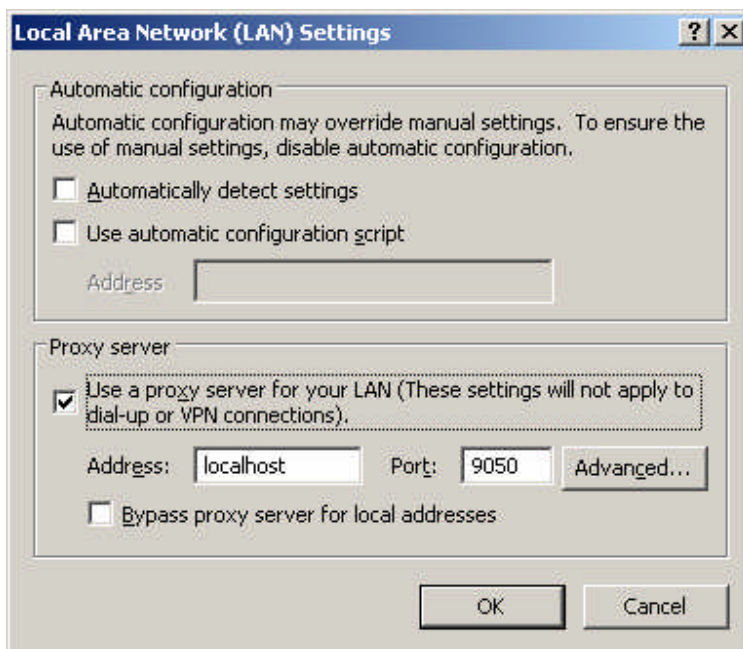 Local Area Network (LAN) Settings
Automatic configuration
Automatic configuration may override manual settings. To ensure the
use of manual settings, disable automatic configuration.
Automatically detect settings
Use automatic configuration script
Address
Proxy server
Use a proxy server for your LAN (These settings will not apply to
dial-up or VPN connections).
Address: localhost Port: 9050 Advanced...
Bypass proxy server for local addresses
OK Cancel